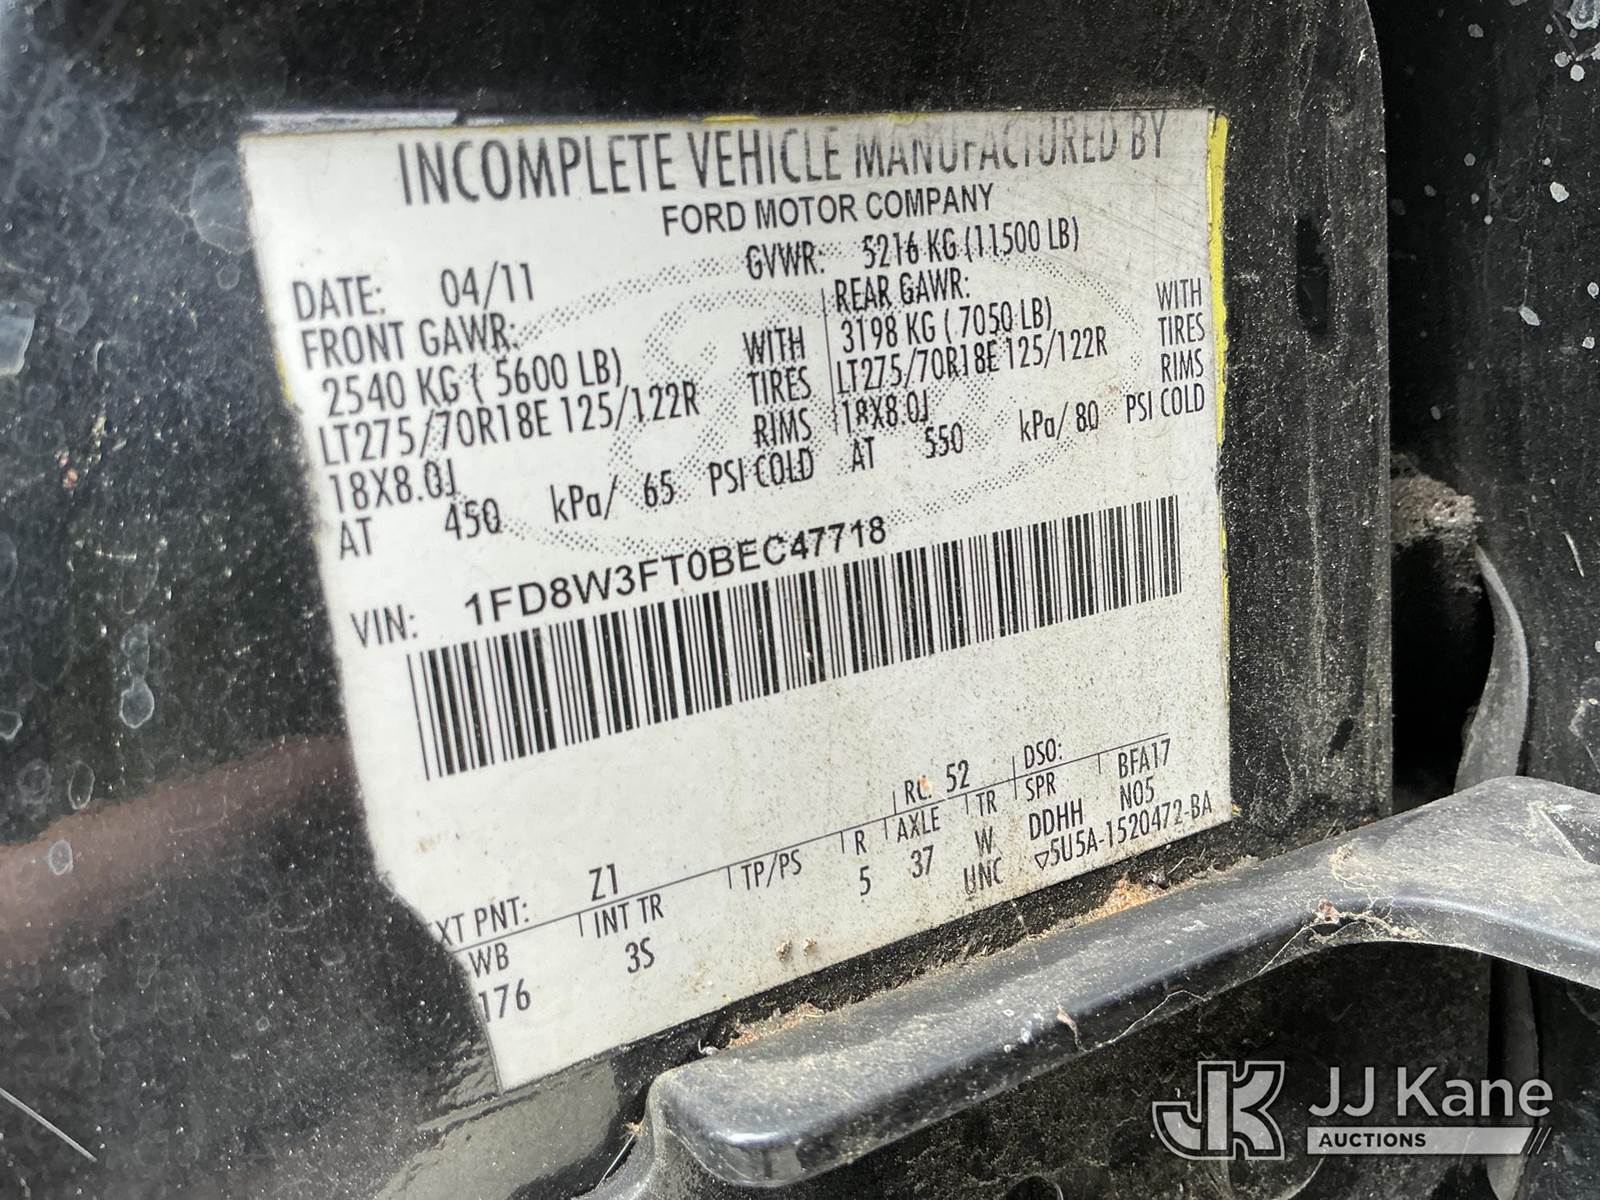 INCOMPLETE VEHICLE MANUFACTURED BY
FORD MOTOR COMPANY
DATE: 04/11 GVWR: 5216 KG (11500 LB)
FRONT GAWR: REAR GAWR:
2540 KG ( 5600 LB) WITH 3198 KG ( 7050 LB) WITH
LT275/70R18E 125/122R TIRES LT275/70R18E 125/122R TIRES
18X8.0J RIMS 18X8.0J RIMS
AT 450 kPa/ 65 PSI COLD AT 550 kPa/ 80 PSI COLD
VIN: 1FD8W3FT0BEC47718
XT PNT: Z1 RC: 52 DSO:
WB INT TR TP/PS R AXLE TR SPR BFA17
176 3S 5 37 W DDHH N05
UNC ▽5U5A-1520472-BA
JK JJ Kane
AUCTIONS